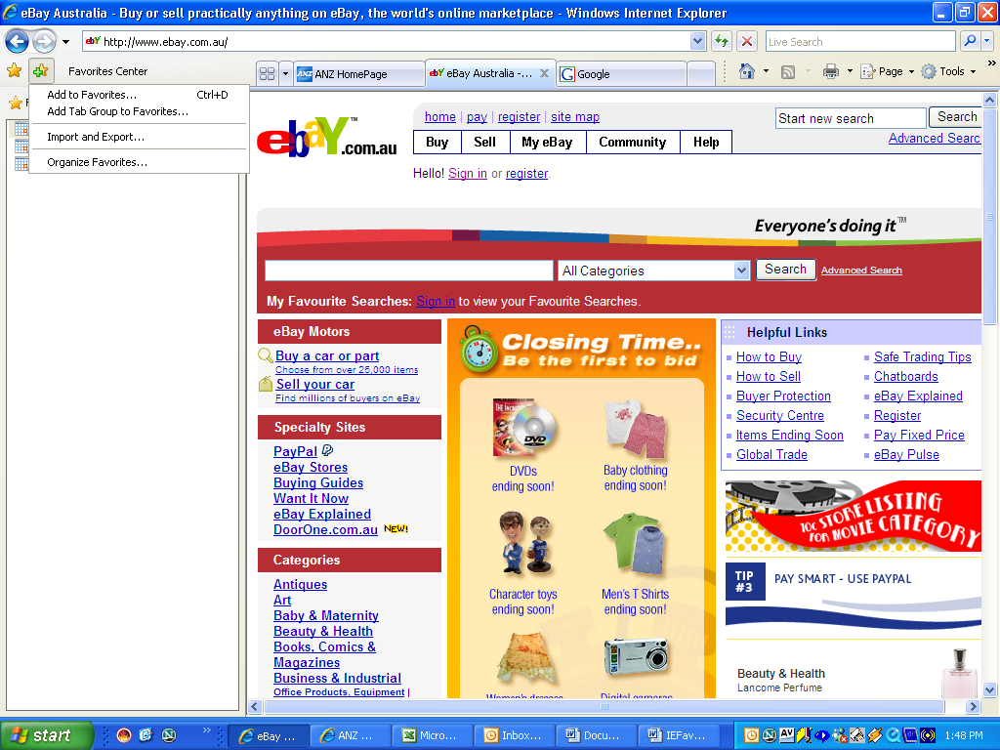 eBay Australia - Buy or sell practically anything on eBay, the world's online marketplace - Windows Internet Explorer
http://www.ebay.com.au/
Live Search
Favorites Center
ANZ HomePage
eBay Australia - ...
Google
Page
Tools
Add to Favorites... Ctrl+D
Add Tab Group to Favorites...
Import and Export...
Organize Favorites...
ebaY™.com.au
home | pay | register | site map
Start new search
Search
Buy
Sell
My eBay
Community
Help
Advanced Searc
Hello! Sign in or register.
Everyone's doing it™
All Categories
Search
Advanced Search
My Favourite Searches: Sign in to view your Favourite Searches.
eBay Motors
Buy a car or part
Choose from over 25,000 items
Sell your car
Find millions of buyers on eBay
Specialty Sites
PayPal
eBay Stores
Buying Guides
Want It Now
eBay Explained
DoorOne.com.au NEW!
Categories
Antiques
Art
Baby & Maternity
Beauty & Health
Books, Comics &
Magazines
Business & Industrial
Office Products, Equipment |
Closing Time..
Be the first to bid
DVDs
ending soon!
Baby clothing
ending soon!
Character toys
ending soon!
Men's T Shirts
ending soon!
Women's dresses
Digital cameras
Helpful Links
How to Buy
How to Sell
Buyer Protection
Security Centre
Items Ending Soon
Global Trade
Safe Trading Tips
Chatboards
eBay Explained
Register
Pay Fixed Price
eBay Pulse
10c STORE LISTING
FOR MOVIE CATEGORY
TIP
#3
PAY SMART - USE PAYPAL
Beauty & Health
Lancome Perfume
start
eBay ...
ANZ ...
Micro...
Inbox...
Docu...
IEFav...
1:48 PM